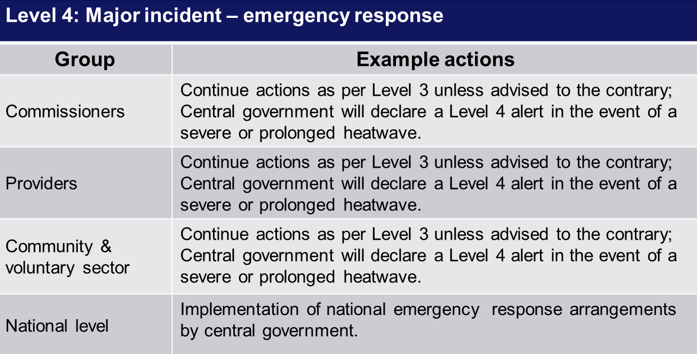 Level 4: Major incident – emergency response
Group
Example actions
Commissioners
Continue actions as per Level 3 unless advised to the contrary;
Central government will declare a Level 4 alert in the event of a
severe or prolonged heatwave.
Providers
Continue actions as per Level 3 unless advised to the contrary;
Central government will declare a Level 4 alert in the event of a
severe or prolonged heatwave.
Community &
voluntary sector
Continue actions as per Level 3 unless advised to the contrary;
Central government will declare a Level 4 alert in the event of a
severe or prolonged heatwave.
National level
Implementation of national emergency response arrangements
by central government.